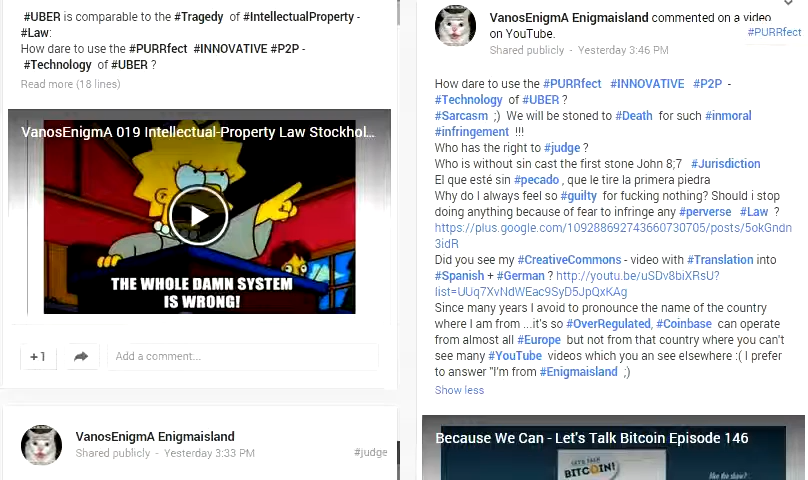 #UBER is comparable to the #Tragedy of #IntellectualProperty -
#Law:
How dare to use the #PURRfect #INNOVATIVE #P2P -
#Technology of #UBER ?
Read more (18 lines)
VanosEnigmA 019 Intellectual-Property Law Stockhol...
THE WHOLE DAMN SYSTEM
IS WRONG!
+1
Add a comment...
VanosEnigmA Enigmaisland
Shared publicly - Yesterday 3:33 PM
#judge
VanosEnigmA Enigmaisland commented on a video
on YouTube.
Shared publicly - Yesterday 3:46 PM
#PURRfect
How dare to use the #PURRfect #INNOVATIVE #P2P -
#Technology of #UBER ?
#Sarcasm ;) We will be stoned to #Death for such #inmoral
#infringement !!!
Who has the right to #judge ?
Who is without sin cast the first stone John 8;7 #Jurisdiction
El que esté sin #pecado , que le tire la primera piedra
Why do I always feel so #guilty for fucking nothing? Should i stop
doing anything because of fear to infringe any #perverse #Law ?
https://plus.google.com/109288692743660730705/posts/5okGndn
3idR
Did you see my #CreativeCommons - video with #Translation into
#Spanish + #German ? http://youtu.be/uSDv8biXRsU?
list=UUq7XvNdWEac9SyD5JpQxKAg
Since many years I avoid to pronounce the name of the country
where I am from ...it's so #OverRegulated, #Coinbase can operate
from almost all #Europe but not from that country where you can't
see many #YouTube videos which you an see elsewhere :( I prefer
to answer "I'm from #Enigmaisland ;)
Show less
Because We Can - Let's Talk Bitcoin Episode 146
LET'S TALK
BITCOIN!
like the show?